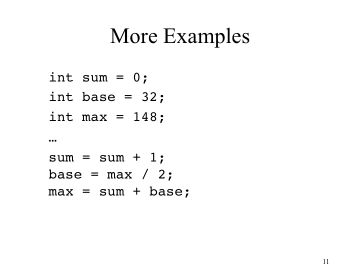 More Examples
int sum = 0;
int base = 32;
int max = 148;
…
sum = sum + 1;
base = max / 2;
max = sum + base;
11